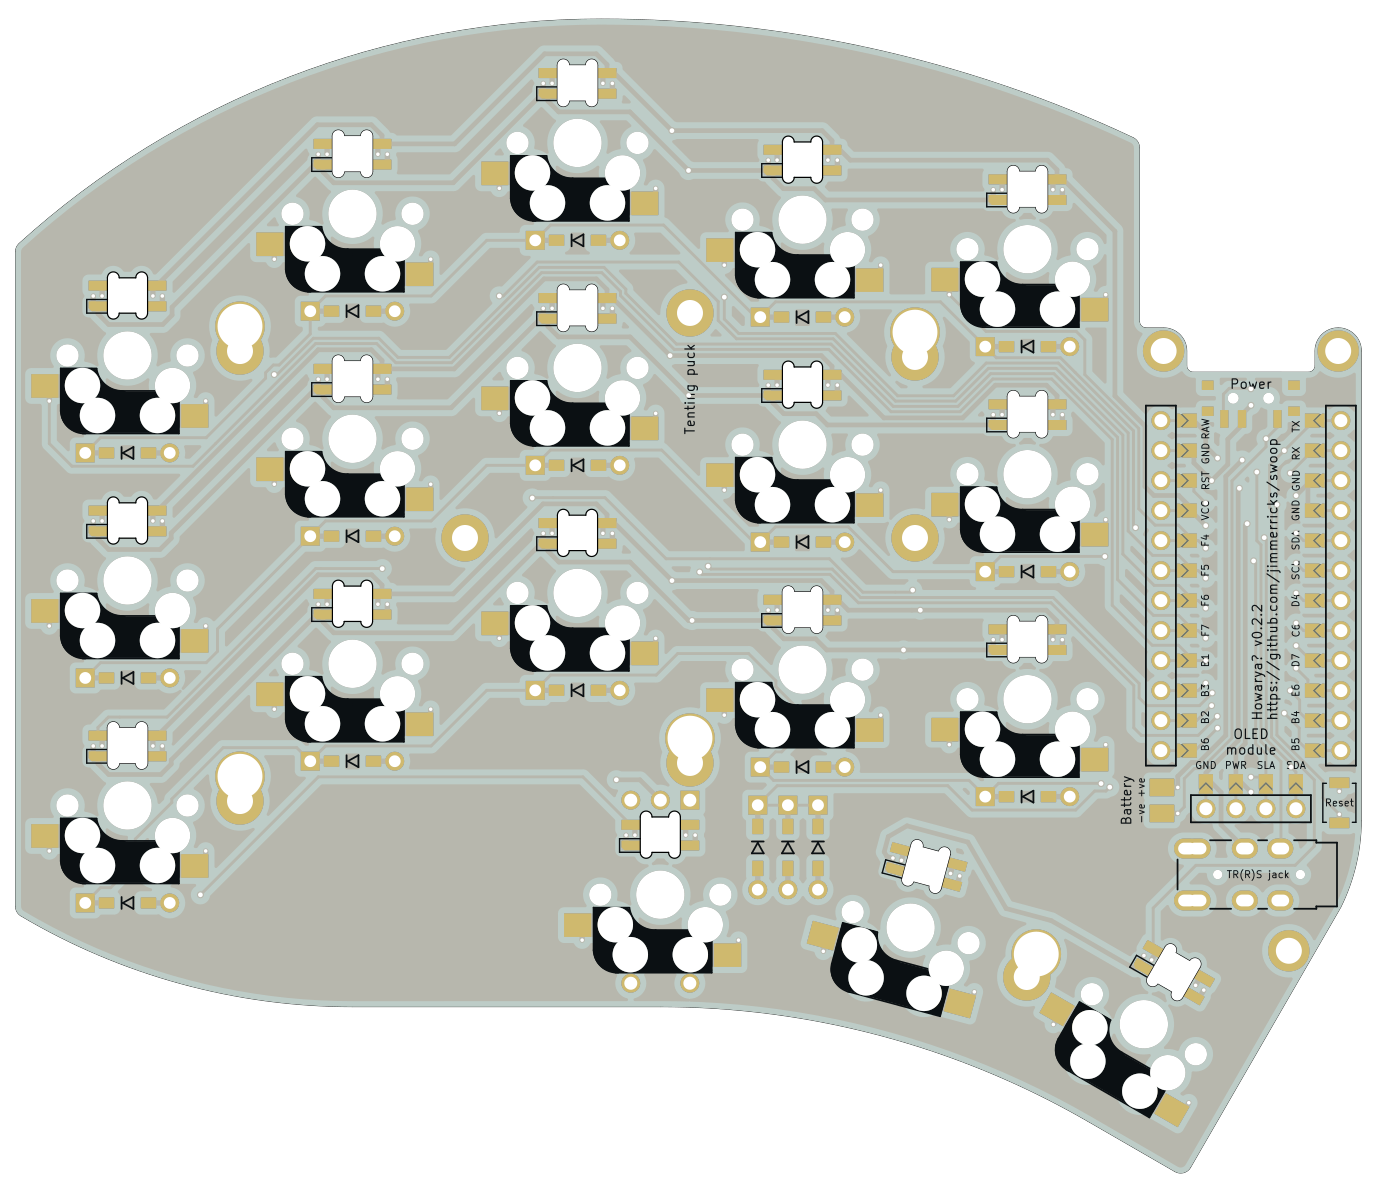 Tenting puck
Power
RAW
GND
RST
VCC
F4
F5
F6
F7
E1
B3
B2
B6
TX
RX
GND
GND
SDA
SCL
D4
C6
D7
E6
B4
B5
Howarya? v0.2.2
https://github.com/jimmerricks/swoop
OLED
module
GND PWR SLA SDA
Battery
-ve +ve
Reset
TR(R)S jack